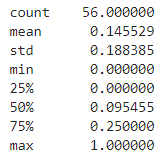 count    56.000000
mean      0.145529
std       0.188385
min       0.000000
25%       0.000000
50%       0.095455
75%       0.250000
max       1.000000